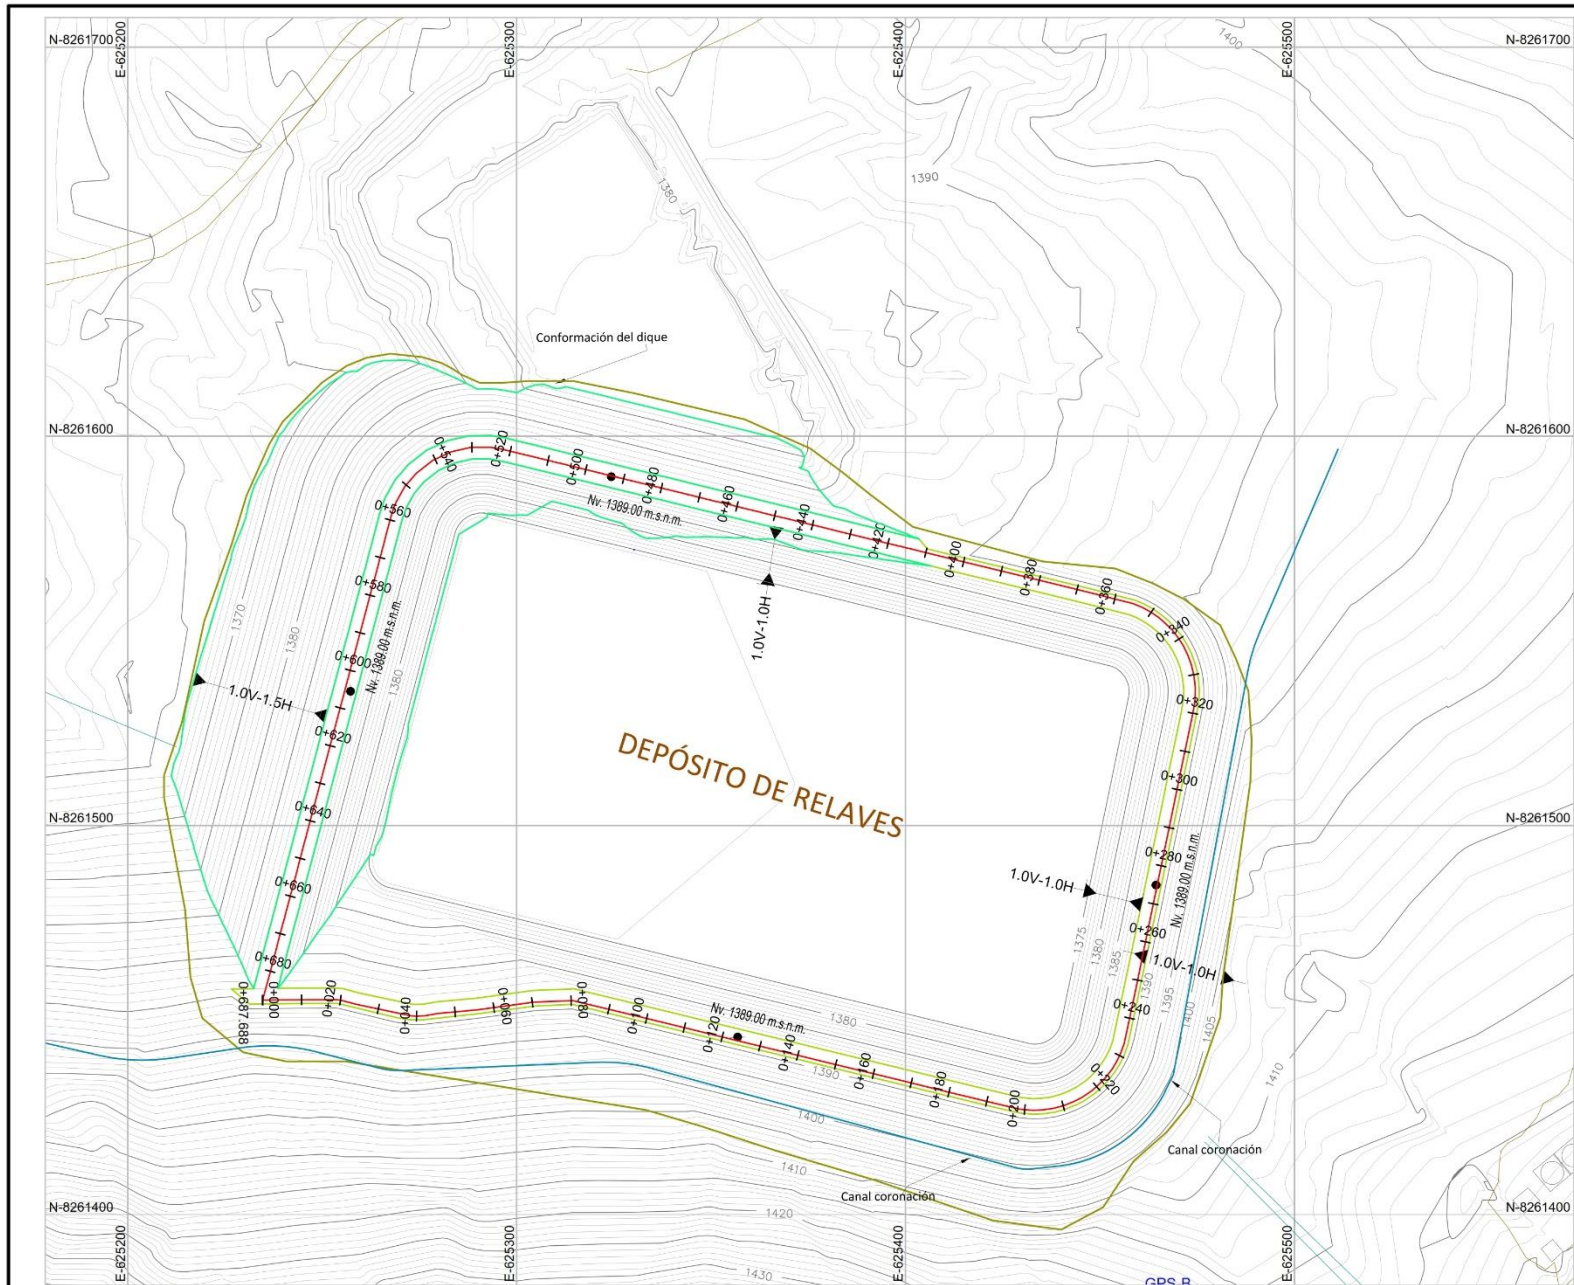 E-625200
E-625300
E-625400
E-625500
N-8261700
N-8261700
1400
1390
1380
Conformación del dique
N-8261600
N-8261600
0+540
0+520
0+500
0+480
0+460
0+440
0+420
0+400
0+380
0+360
0+340
0+320
0+300
0+280
0+260
0+240
0+220
0+200
0+180
0+160
0+140
0+120
0+100
0+080
0+060
0+040
0+020
0+000
0+687.688
0+680
0+660
0+640
0+620
0+600
0+580
0+560
Nv. 1389.00 m.s.n.m.
Nv. 1389.00 m.s.n.m.
Nv. 1389.00 m.s.n.m.
Nv. 1389.00 m.s.n.m.
1370
1380
1380
1.0V-1.5H
1.0V-1.0H
DEPÓSITO DE RELAVES
N-8261500
N-8261500
1.0V-1.0H
1.0V-1.0H
1375
1380
1385
1390
1395
1400
1405
1410
1380
1390
1400
1410
1420
1430
Canal coronación
Canal coronación
N-8261400
N-8261400
E-625200
E-625300
E-625400
E-625500
GPS-B